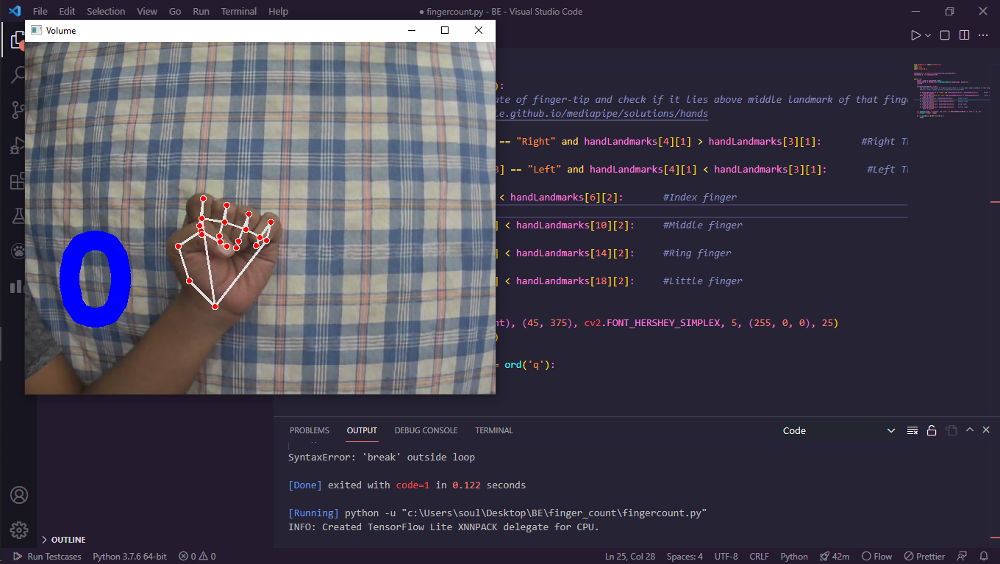 File Edit Selection View Go Run Terminal Help
● fingercount.py - BE - Visual Studio Code
Volume
):
ate of finger-tip and check if it lies above middle landmark of that fing
le.github.io/mediapipe/solutions/hands
== "Right" and handLandmarks[4][1] > handLandmarks[3][1]: #Right T
3] == "Left" and handLandmarks[4][1] < handLandmarks[3][1]: #Left T
< handLandmarks[6][2]: #Index finger
] < handLandmarks[10][2]: #Middle finger
] < handLandmarks[14][2]: #Ring finger
] < handLandmarks[18][2]: #Little finger
0
nt), (45, 375), cv2.FONT_HERSHEY_SIMPLEX, 5, (255, 0, 0), 25)
)
= ord('q'):
PROBLEMS OUTPUT DEBUG CONSOLE TERMINAL Code
SyntaxError: 'break' outside loop
[Done] exited with code=1 in 0.122 seconds
[Running] python -u "c:\Users\soul\Desktop\BE\finger_count\fingercount.py"
INFO: Created TensorFlow Lite XNNPACK delegate for CPU.
OUTLINE
Run Testcases Python 3.7.6 64-bit 0 0 Ln 25, Col 28 Spaces: 4 UTF-8 CRLF Python 42m Flow Prettier